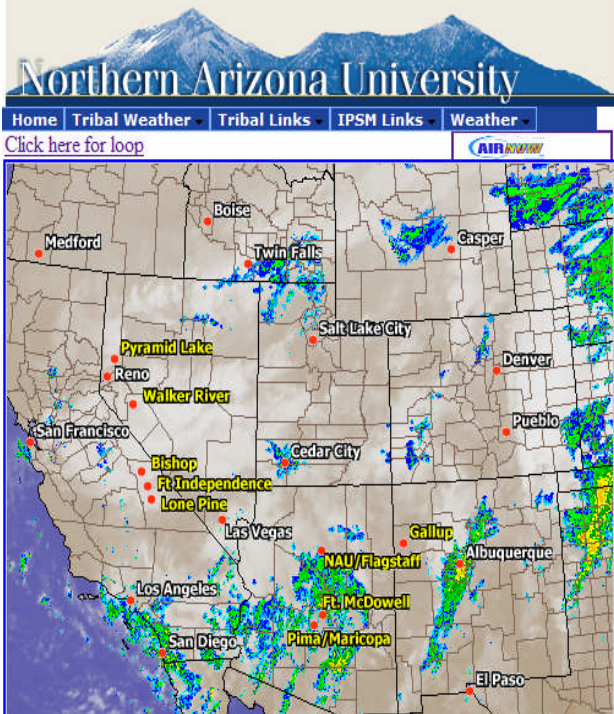 Northern Arizona University
Home Tribal Weather Tribal Links IPSM Links Weather
Click here for loop AIRNOW
Boise
Medford
Casper
Twin Falls
Salt Lake City
Pyramid Lake
Denver
Reno
Walker River
Pueblo
San Francisco
Cedar City
Bishop
Ft Independence
Lone Pine
Las Vegas
Gallup
Albuquerque
NAU/Flagstaff
Los Angeles
Ft. McDowell
Pima/Maricopa
San Diego
El Paso